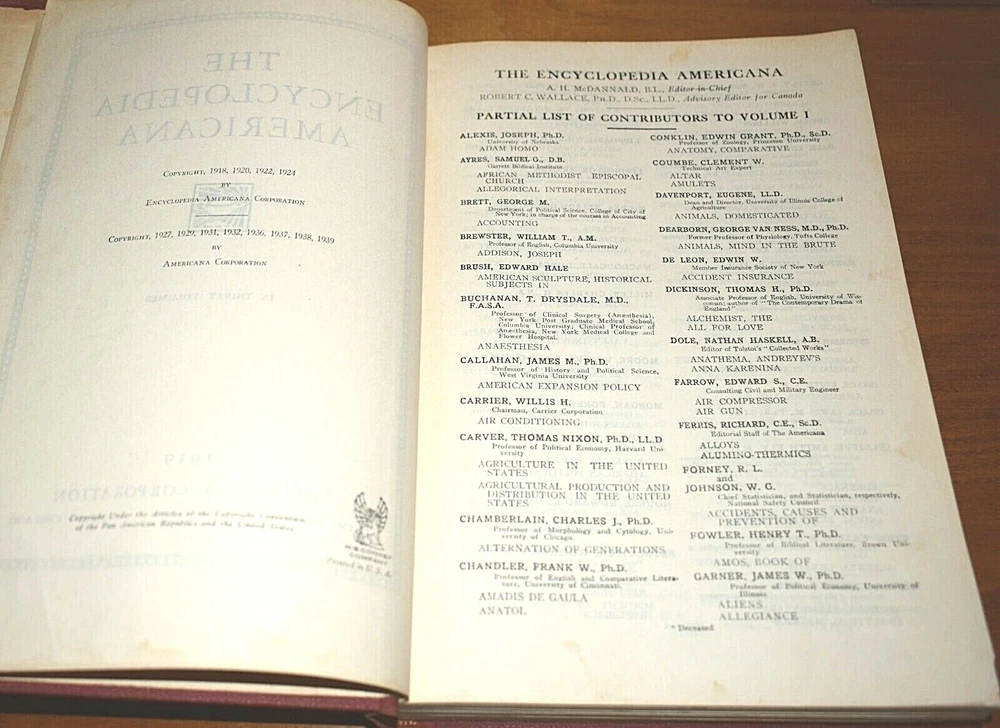 COPYRIGHT, 1918, 1920, 1922, 1924
BY
ENCYCLOPEDIA AMERICANA CORPORATION
COPYRIGHT, 1927, 1929, 1931, 1932, 1936, 1937, 1938, 1939
BY
AMERICANA CORPORATION
Copyright Under the Articles of the Copyright Convention
of the Pan American Republics and the United States
COMPANY
Printed in U.S.A.
THE ENCYCLOPEDIA AMERICANA
A. H. McDANNALD, B.L., Editor-in-Chief
ROBERT C. WALLACE, PH.D., D.Sc., LL.D., Advisory Editor for Canada
PARTIAL LIST OF CONTRIBUTORS TO VOLUME I
ALEXIS, JOSEPH, Ph.D.
University of Nebraska
ADAM HOMO
AYRES, SAMUEL G., D.B.
Garrett Biblical Institute
AFRICAN METHODIST EPISCOPAL
CHURCH
ALLEGORICAL INTERPRETATION
BRETT, GEORGE M.
Department of Political Science, College of City of
New York; in charge of the courses in Accounting
ACCOUNTING
BREWSTER, WILLIAM T., A.M.
Professor of English, Columbia University
ADDISON, JOSEPH
BRUSH, EDWARD HALE
AMERICAN SCULPTURE, HISTORICAL
SUBJECTS IN
BUCHANAN, T. DRYSDALE, M.D.,
F.A.S.A.
Professor of Clinical Surgery (Anæsthesia),
New York Post Graduate Medical School,
Columbia University; Clinical Professor of
Anæsthesia, New York Medical College and
Flower Hospital.
ANAESTHESIA
CALLAHAN, JAMES M., Ph.D.
Professor of History and Political Science,
West Virginia University
AMERICAN EXPANSION POLICY
CARRIER, WILLIS H.
Chairman, Carrier Corporation
AIR CONDITIONING
CARVER, THOMAS NIXON, Ph.D., LL.D
Professor of Political Economy, Harvard Uni-
versity
AGRICULTURE IN THE UNITED
STATES
AGRICULTURAL PRODUCTION AND
DISTRIBUTION IN THE UNITED
STATES
CHAMBERLAIN, CHARLES J., Ph.D.
Professor of Morphology and Cytology, Uni-
versity of Chicago.
ALTERNATION OF GENERATIONS
CHANDLER, FRANK W., Ph.D.
Professor of English and Comparative Litera-
ture, University of Cincinnati.
AMADIS DE GAULA
ANATOL
CONKLIN, EDWIN GRANT, Ph.D., Sc.D.
Professor of Zoology, Princeton University
ANATOMY, COMPARATIVE
COUMBE, CLEMENT W.
Technical Art Expert
ALTAR
AMULETS
DAVENPORT, EUGENE, LL.D.
Dean and Director, University of Illinois College of
Agriculture
ANIMALS, DOMESTICATED
DEARBORN, GEORGE VAN NESS, M.D., Ph.D.
Former Professor of Physiology, Tufts College
ANIMALS, MIND IN THE BRUTE
DE LEON, EDWIN W.
Member Insurance Society of New York
ACCIDENT INSURANCE
DICKINSON, THOMAS H., Ph.D.
Associate Professor of English, University of Wis-
consin; author of "The Contemporary Drama of
England"
ALCHEMIST, THE
ALL FOR LOVE
DOLE, NATHAN HASKELL, A.B.
Editor of Tolstoi's "Collected Works"
ANATHEMA, ANDREYEV'S
ANNA KARENINA
FARROW, EDWARD S., C.E.
Consulting Civil and Military Engineer
AIR COMPRESSOR
AIR GUN
FERRIS, RICHARD, C.E., Sc.D.
Editorial Staff of The Americana
ALLOYS
ALUMINO-THERMICS
FORNEY, R. L.
and
JOHNSON, W. G.
Chief Statistician, and Statistician, respectively,
National Safety Council
ACCIDENTS, CAUSES AND
PREVENTION OF
FOWLER, HENRY T., Ph.D.
Professor of Biblical Literature, Brown Uni-
versity
AMOS, BOOK OF
GARNER, JAMES W., Ph.D.
Professor of Political Economy, University of
Illinois
ALIENS
ALLEGIANCE
* Deceased